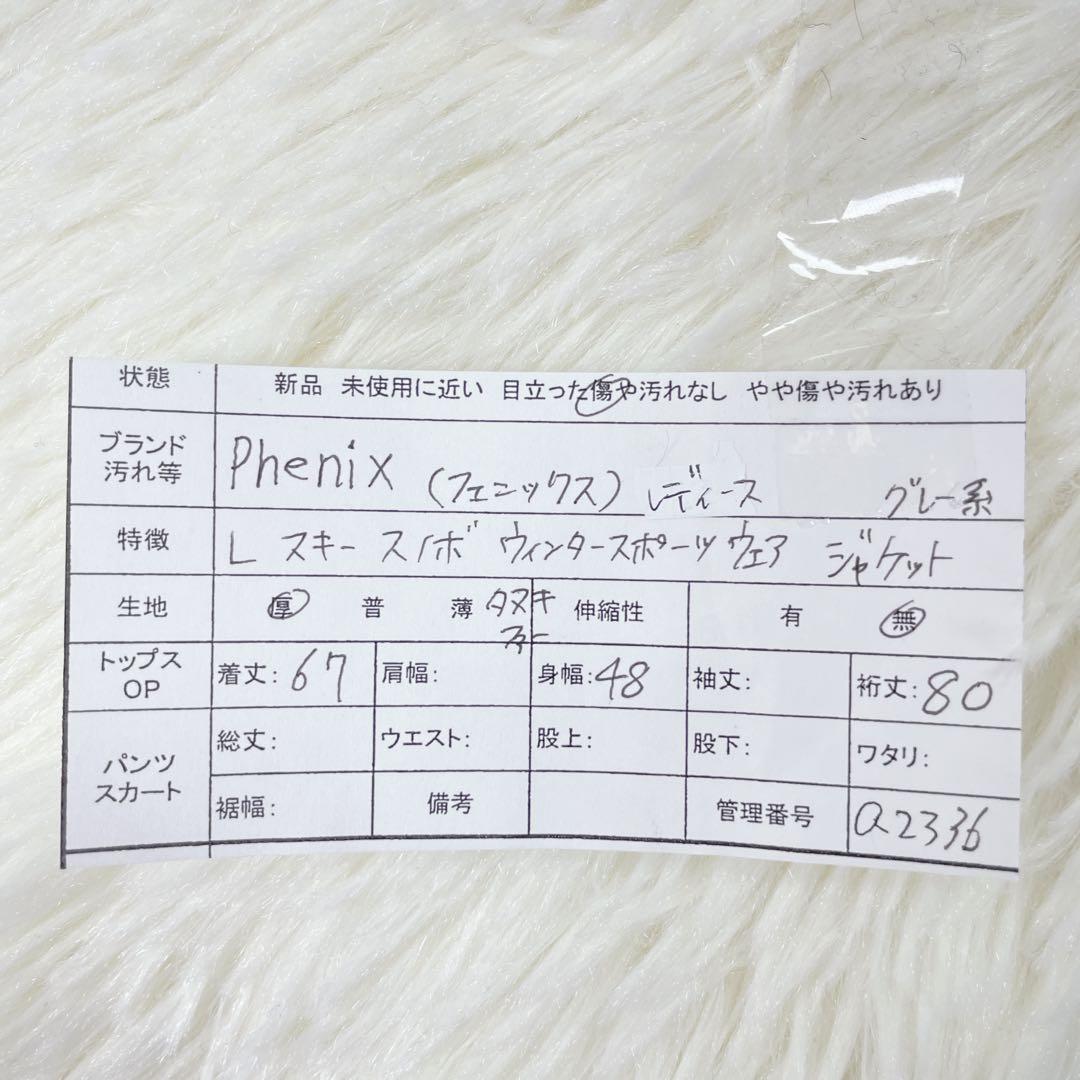 状態 新品 未使用に近い 目立った傷や汚れなし やや傷や汚れあり
ブランド
汚れ等 Phenix (フェニックス) レディース グレー系
特徴 L スキー スノボ ウィンタースポーツウェア ジャケット
生地 厚 普 薄 タヌキ 伸縮性 有 無
ファー
トップス
OP 着丈: 67 肩幅: 身幅: 48 袖丈: 裄丈: 80
パンツ
スカート 総丈: ウエスト: 股上: 股下: ワタリ:
裾幅: 備考 管理番号 a2336